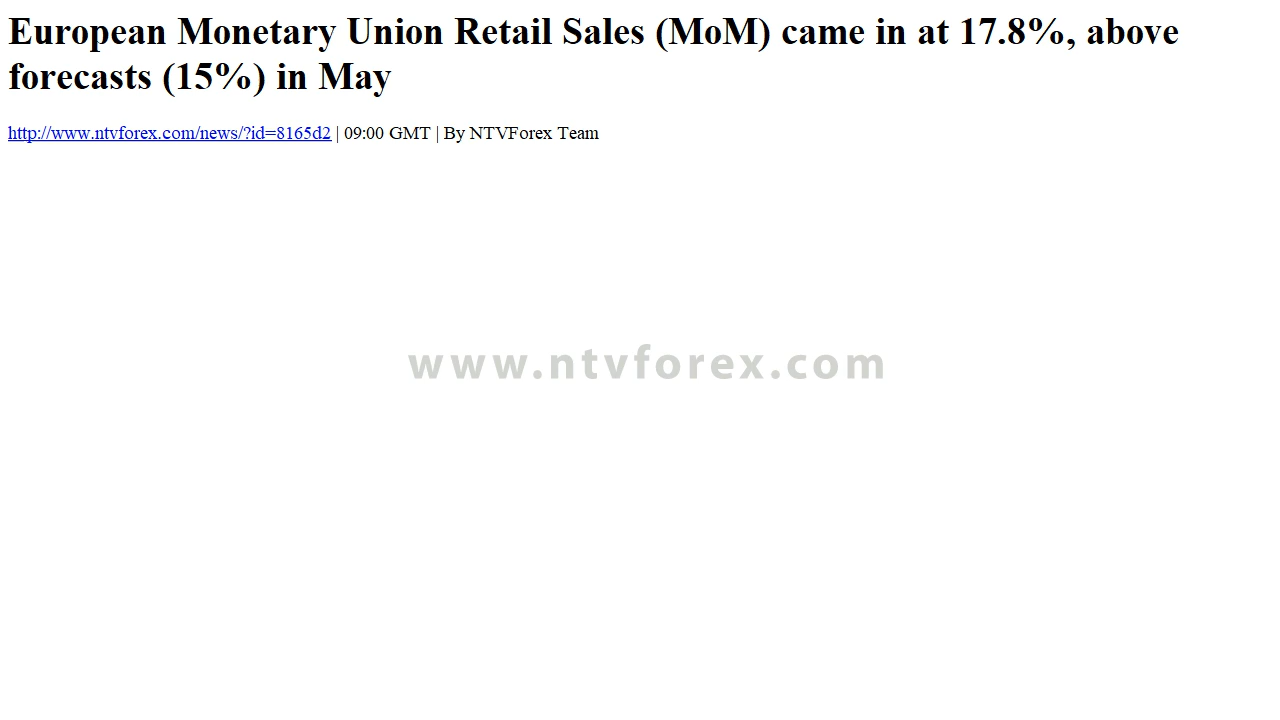 European Monetary Union Retail Sales (MoM) came in at 17.8%, above
forecasts (15%) in May
http://www.ntvforex.com/news/?id=8165d2 | 09:00 GMT | By NTVForex Team
www.ntvforex.com